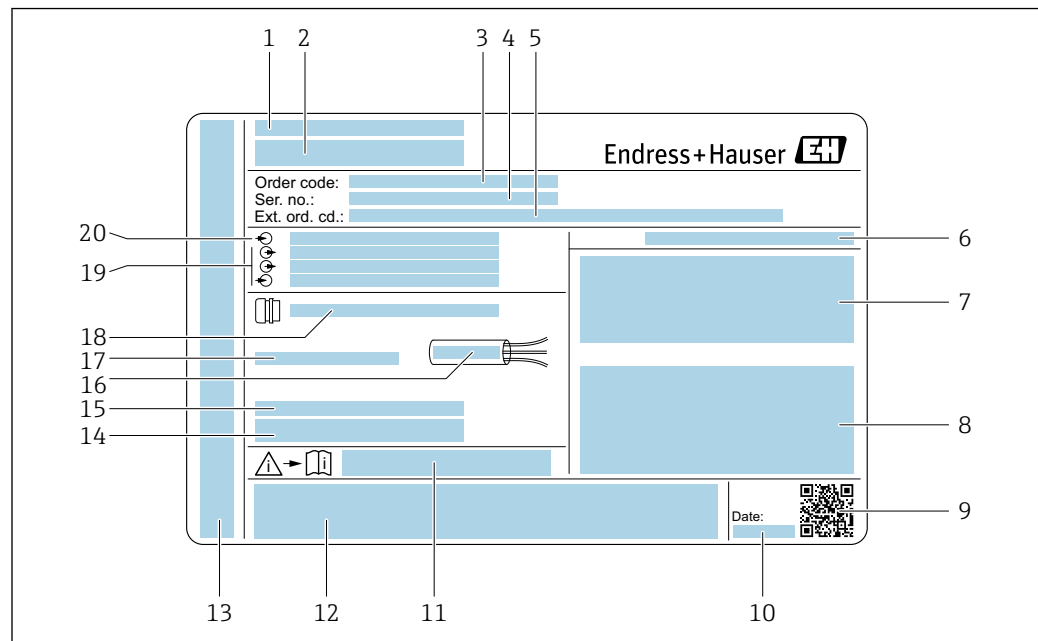 1 2 3 4 5
Endress+Hauser EH
Order code:
Ser. no.:
Ext. ord. cd.:
20 6
19
7
18
17
16
15
14 8
i i
Date:
9
13 12 11 10